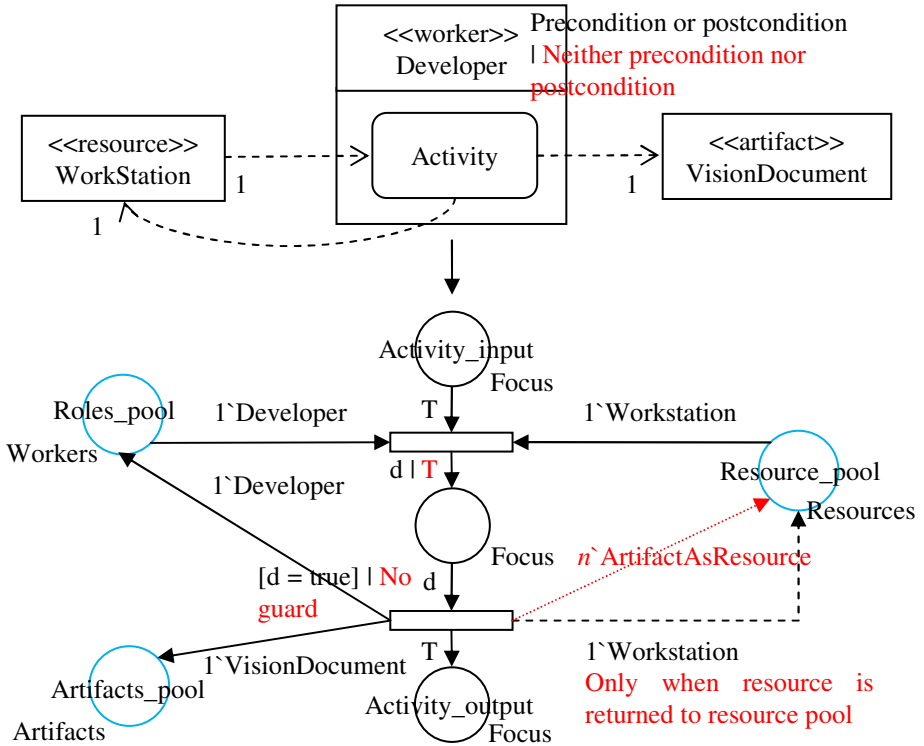 <<worker>>
Developer
Precondition or postcondition
| Neither precondition nor
postcondition
<<resource>>
WorkStation
1
Activity
1
<<artifact>>
VisionDocument
1
Activity_input
Focus
T
Roles_pool
Workers
1`Developer
1`Workstation
d | T
Resource_pool
Resources
1`Developer
Focus
n`ArtifactAsResource
[d = true] | No
guard
d
T
1`VisionDocument
Artifacts_pool
Artifacts
Activity_output
Focus
1`Workstation
Only when resource is
returned to resource pool